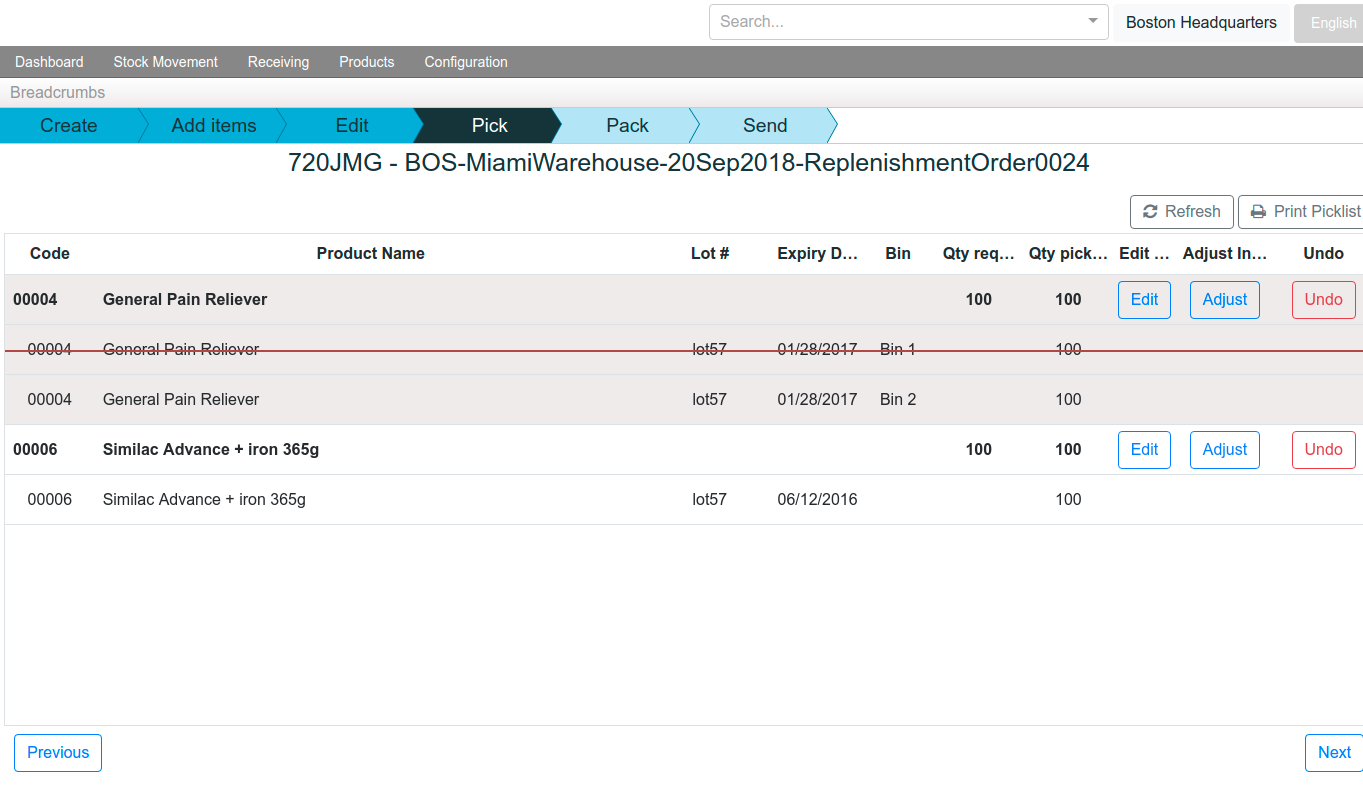 Search... Boston Headquarters English
Dashboard Stock Movement Receiving Products Configuration
Breadcrumbs
Create Add items Edit Pick Pack Send
720JMG - BOS-MiamiWarehouse-20Sep2018-ReplenishmentOrder0024
Refresh Print Picklist
Code Product Name Lot # Expiry D... Bin Qty req... Qty pick... Edit ... Adjust In... Undo
00004 General Pain Reliever 100 100 Edit Adjust Undo
00004 General Pain Reliever lot57 01/28/2017 Bin 1 100
00004 General Pain Reliever lot57 01/28/2017 Bin 2 100
00006 Similac Advance + iron 365g 100 100 Edit Adjust Undo
00006 Similac Advance + iron 365g lot57 06/12/2016 100
Previous Next